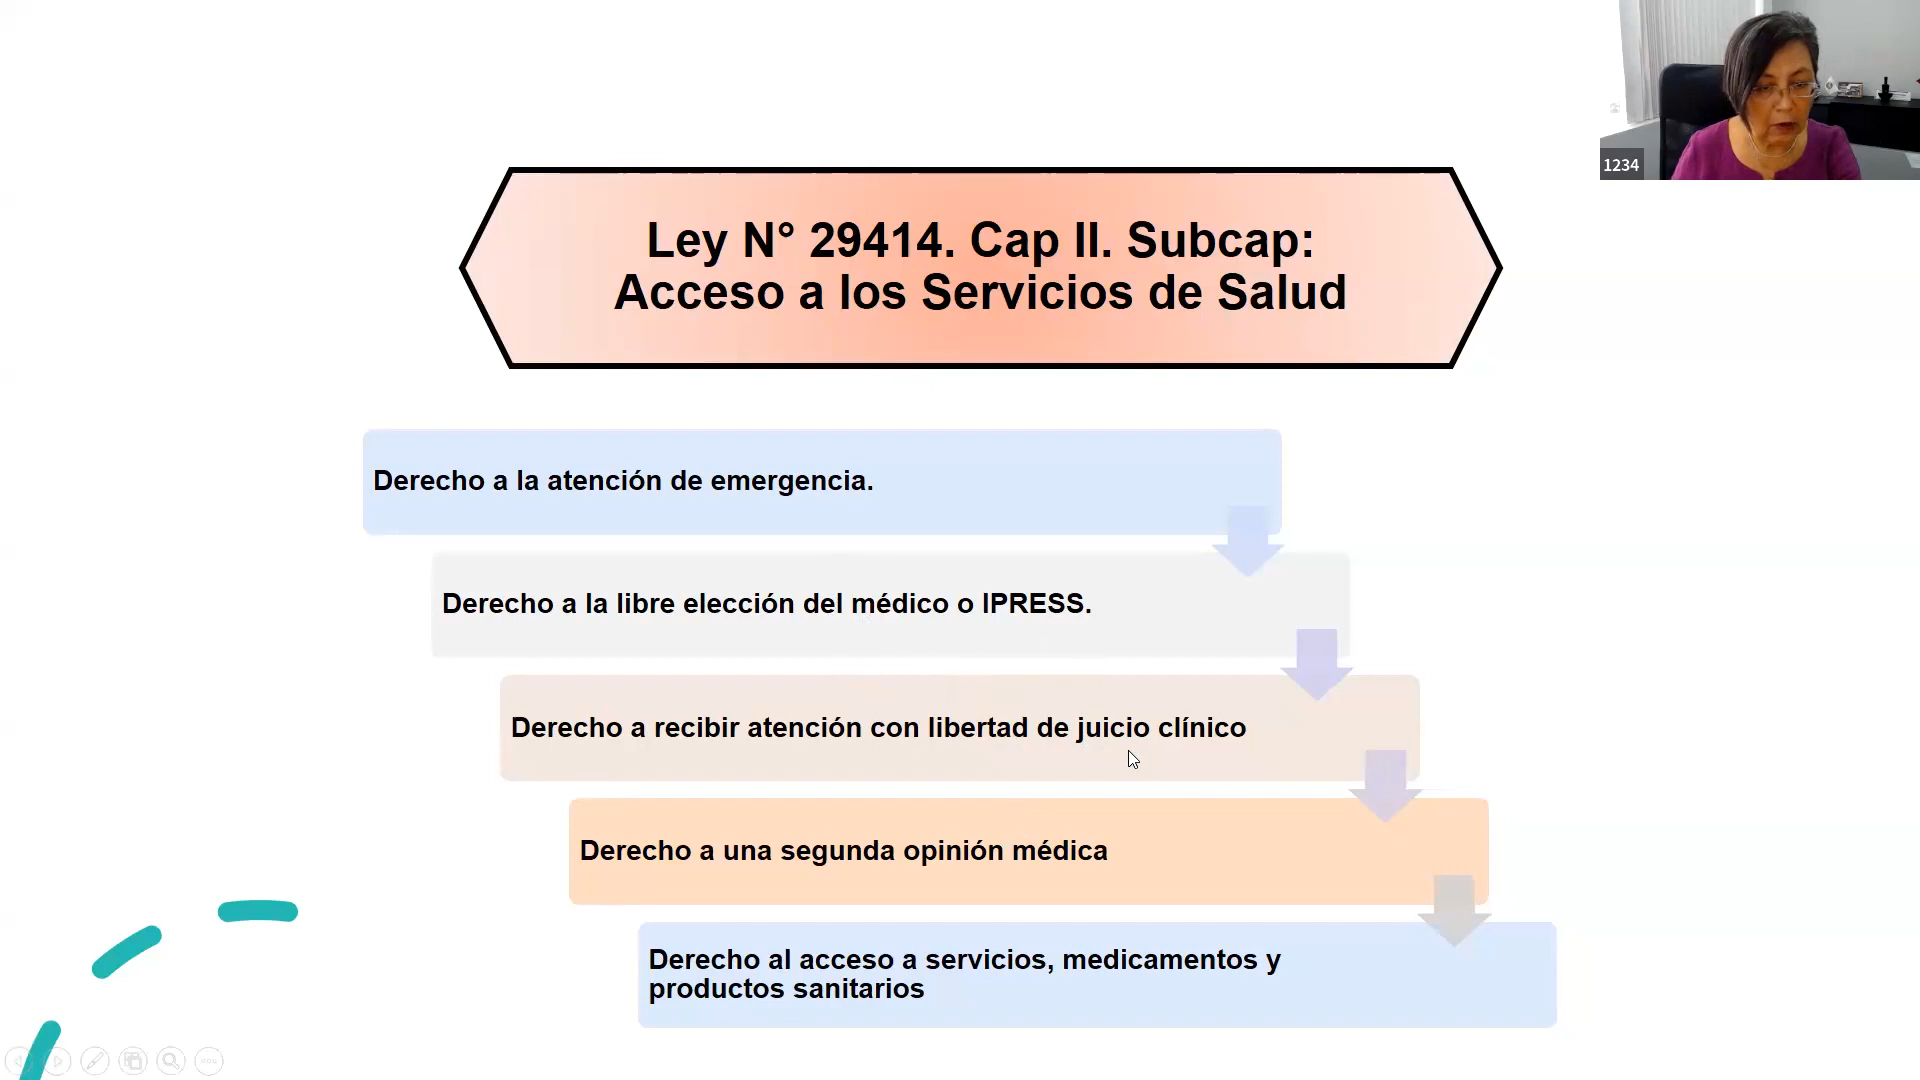 1234
Ley N° 29414. Cap II. Subcap:
Acceso a los Servicios de Salud
Derecho a la atención de emergencia.
Derecho a la libre elección del médico o IPRESS.
Derecho a recibir atención con libertad de juicio clínico
Derecho a una segunda opinión médica
Derecho al acceso a servicios, medicamentos y
productos sanitarios